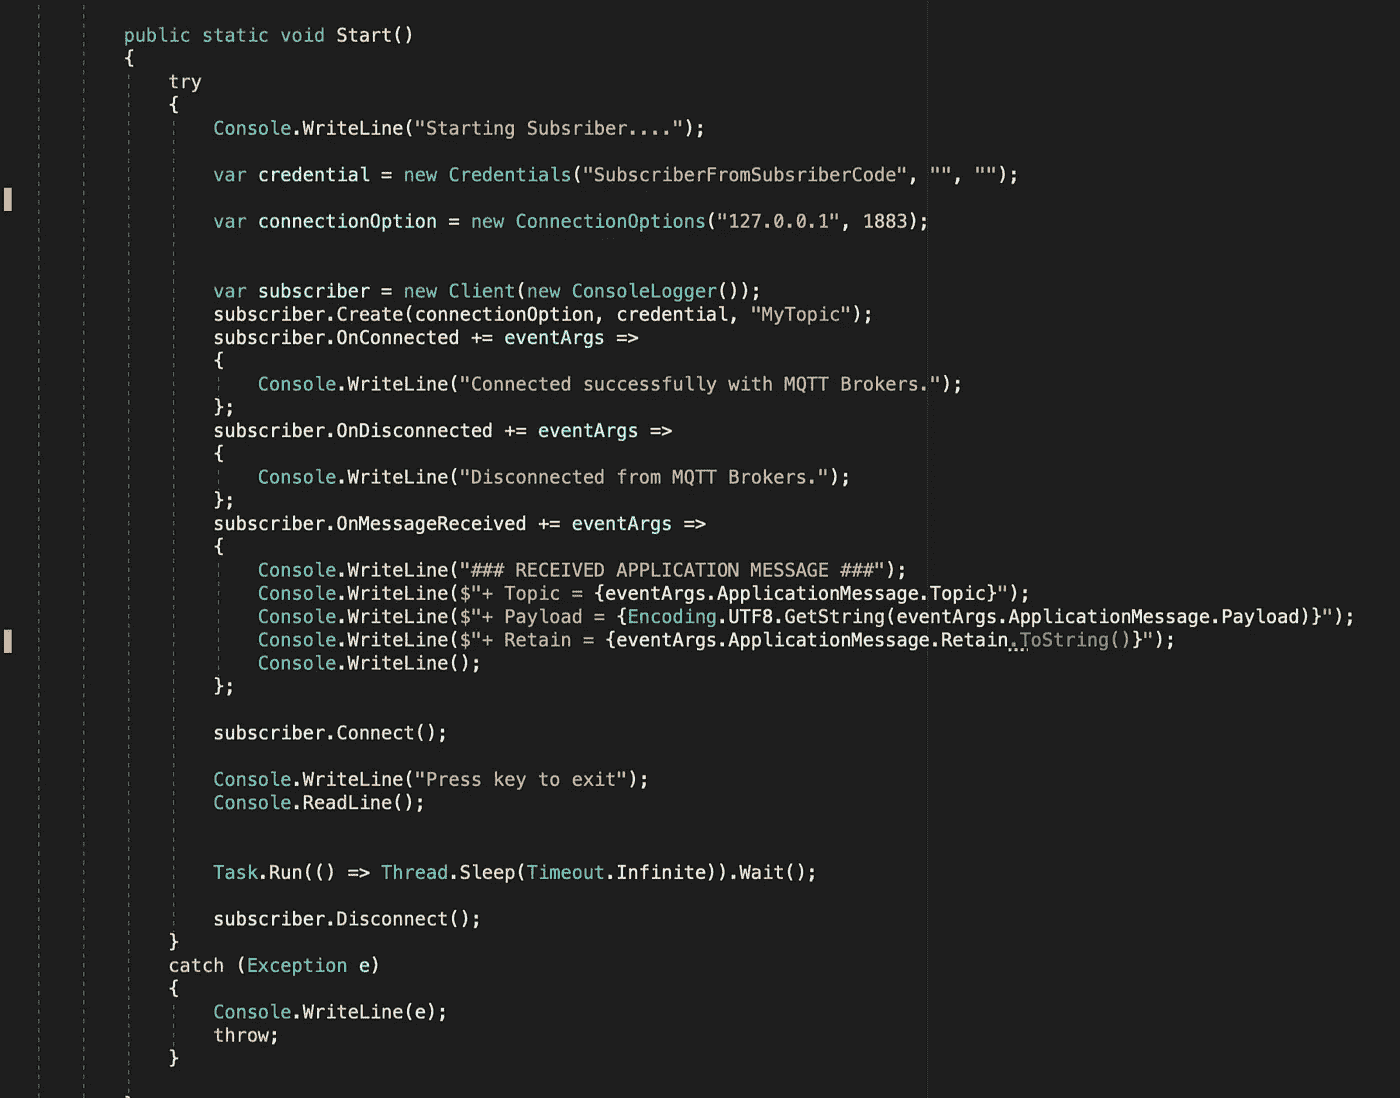 public static void Start()
{
try
{
Console.WriteLine("Starting Subsriber....");
var credential = new Credentials("SubscriberFromSubsriberCode", "", "");
var connectionOption = new ConnectionOptions("127.0.0.1", 1883);
var subscriber = new Client(new ConsoleLogger());
subscriber.Create(connectionOption, credential, "MyTopic");
subscriber.OnConnected += eventArgs =>
{
Console.WriteLine("Connected successfully with MQTT Brokers.");
};
subscriber.OnDisconnected += eventArgs =>
{
Console.WriteLine("Disconnected from MQTT Brokers.");
};
subscriber.OnMessageReceived += eventArgs =>
{
Console.WriteLine("### RECEIVED APPLICATION MESSAGE ###");
Console.WriteLine($"+ Topic = {eventArgs.ApplicationMessage.Topic}");
Console.WriteLine($"+ Payload = {Encoding.UTF8.GetString(eventArgs.ApplicationMessage.Payload)}");
Console.WriteLine($"+ Retain = {eventArgs.ApplicationMessage.Retain.ToString()}");
Console.WriteLine();
};
subscriber.Connect();
Console.WriteLine("Press key to exit");
Console.ReadLine();
Task.Run(() => Thread.Sleep(Timeout.Infinite)).Wait();
subscriber.Disconnect();
}
catch (Exception e)
{
Console.WriteLine(e);
throw;
}